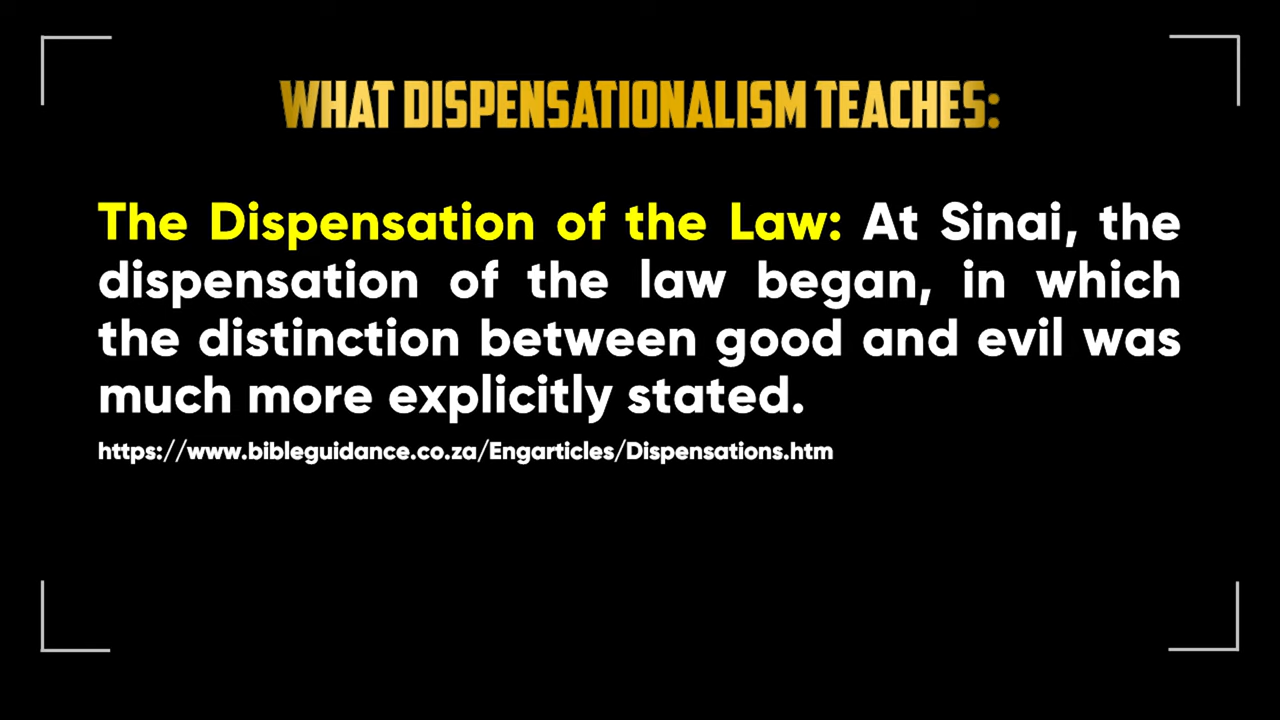 WHAT DISPENSATIONALISM TEACHES:
The Dispensation of the Law: At Sinai, the
dispensation of the law began, in which
the distinction between good and evil was
much more explicitly stated.
https://www.bibleguidance.co.za/Engarticles/Dispensations.htm